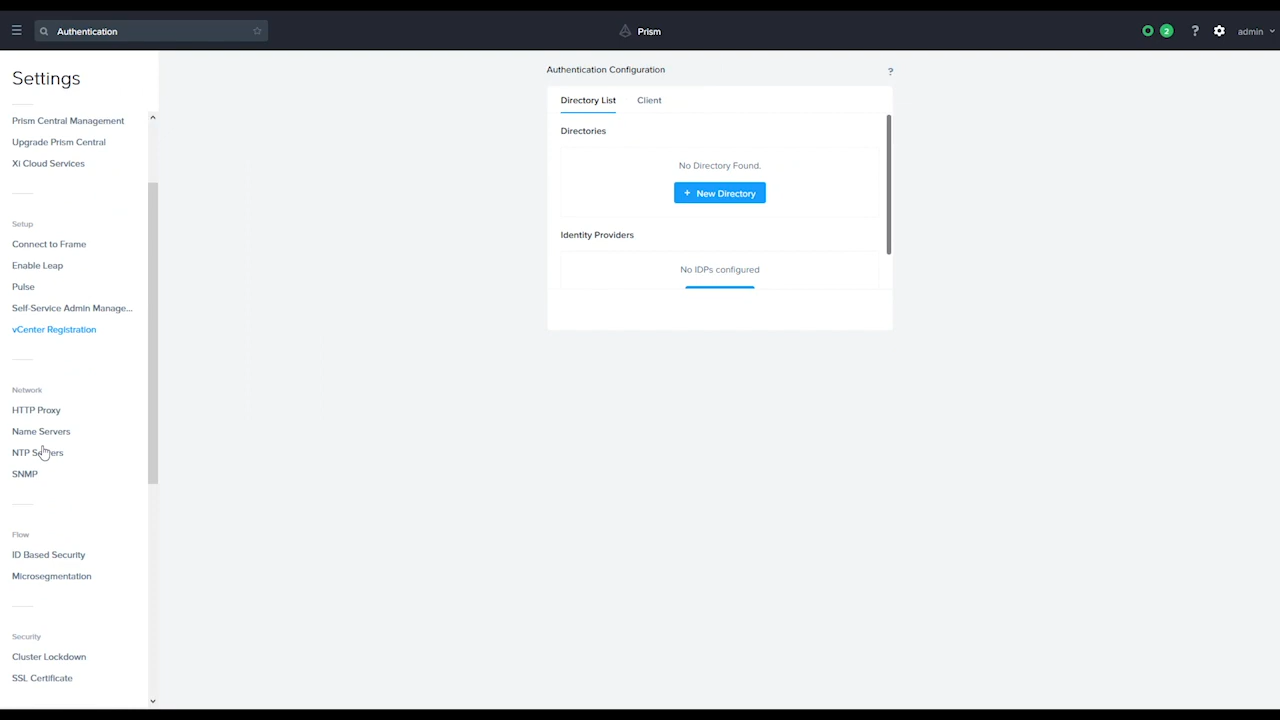 Authentication
Prism
2
?
admin
Settings
Prism Central Management
Upgrade Prism Central
Xi Cloud Services
Setup
Connect to Frame
Enable Leap
Pulse
Self-Service Admin Manage...
vCenter Registration
Network
HTTP Proxy
Name Servers
NTP Servers
SNMP
Flow
ID Based Security
Microsegmentation
Security
Cluster Lockdown
SSL Certificate
Authentication Configuration
?
Directory List
Client
Directories
No Directory Found.
+ New Directory
Identity Providers
No IDPs configured